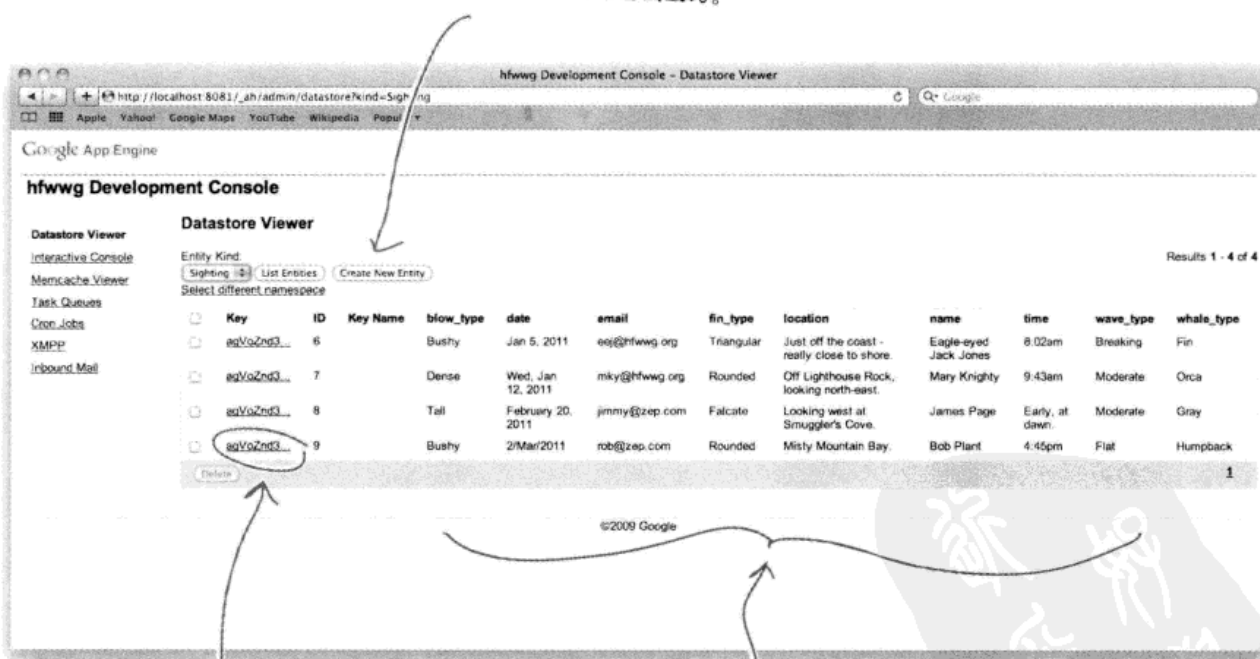 hfwwg Development Console – Datastore Viewer
http://localhost:8081/_ah/admin/datastore?kind=Sighting
Google
Apple Yahoo! Google Maps YouTube Wikipedia Popular
Google App Engine
hfwwg Development Console
Datastore Viewer
Interactive Console
Memcache Viewer
Task Queues
Cron Jobs
XMPP
Inbound Mail
Datastore Viewer
Entity Kind:
Sighting List Entities Create New Entity
Results 1 - 4 of 4
Select different namespace
Key ID Key Name blow_type date email fin_type location name time wave_type whale_type
agVoZnd3... 6 Bushy Jan 5, 2011 eej@hfwwg.org Triangular Just off the coast - really close to shore. Eagle-eyed Jack Jones 8:02am Breaking Fin
agVoZnd3... 7 Dense Wed, Jan 12, 2011 mky@hfwwg.org Rounded Off Lighthouse Rock, looking north-east. Mary Knighty 9:43am Moderate Orca
agVoZnd3... 8 Tall February 20, 2011 jimmy@zep.com Falcate Looking west at Smuggler's Cove. James Page Early, at dawn. Moderate Gray
agVoZnd3... 9 Bushy 2/Mar/2011 rob@zep.com Rounded Misty Mountain Bay. Bob Plant 4:45pm Flat Humpback
Delete
1
©2009 Google